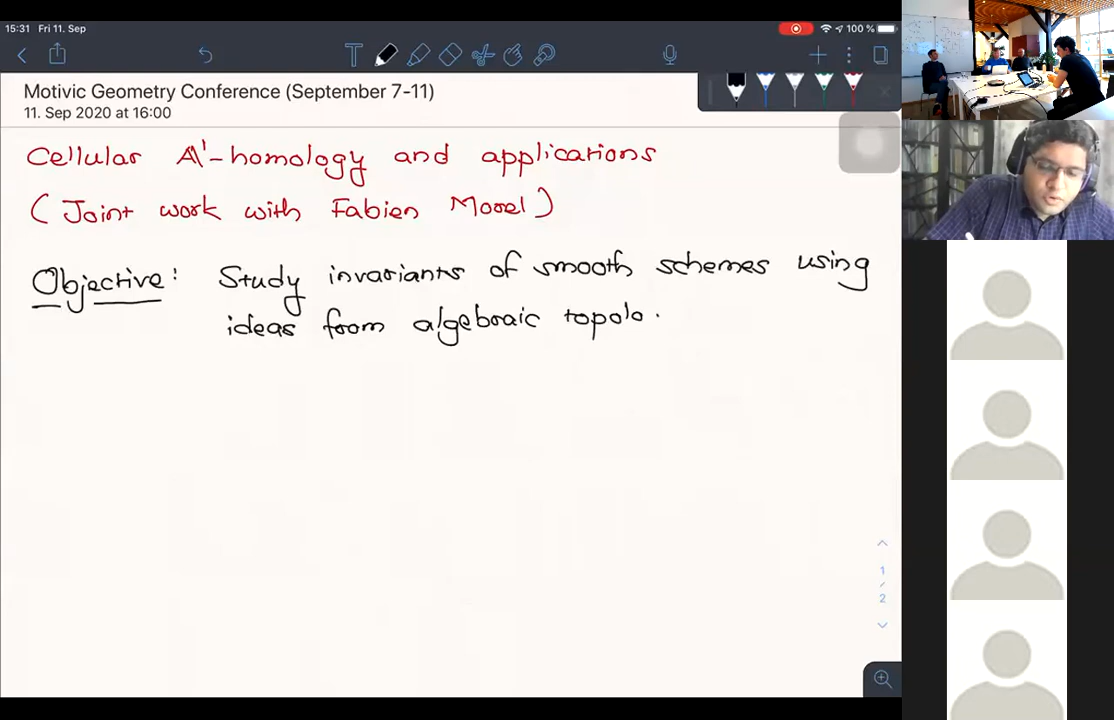 15:31 Fri 11. Sep
100 %
Motivic Geometry Conference (September 7-11)
11. Sep 2020 at 16:00
Cellular A¹-homology and applications
(Joint work with Fabien Morel)
Objective: Study invariants of smooth schemes using
ideas from algebraic topolo
1
/
2